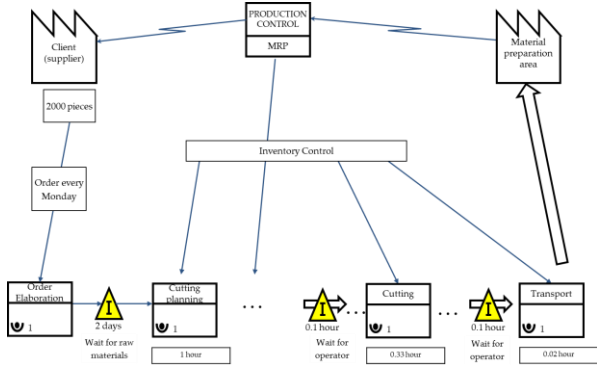 Client
(supplier)
PRODUCTION
CONTROL
MRP
Material
preparation
area
2000 pieces
Inventory Control
Order every
Monday
Order
Elaboration
1
I
2 days
Wait for raw
materials
Cutting
planning
1
1 hour
...
I
0.1 hour
Wait for
operator
...
Cutting
1
0.33 hour
...
I
0.1 hour
Wait for
operator
Transport
1
0.02 hour